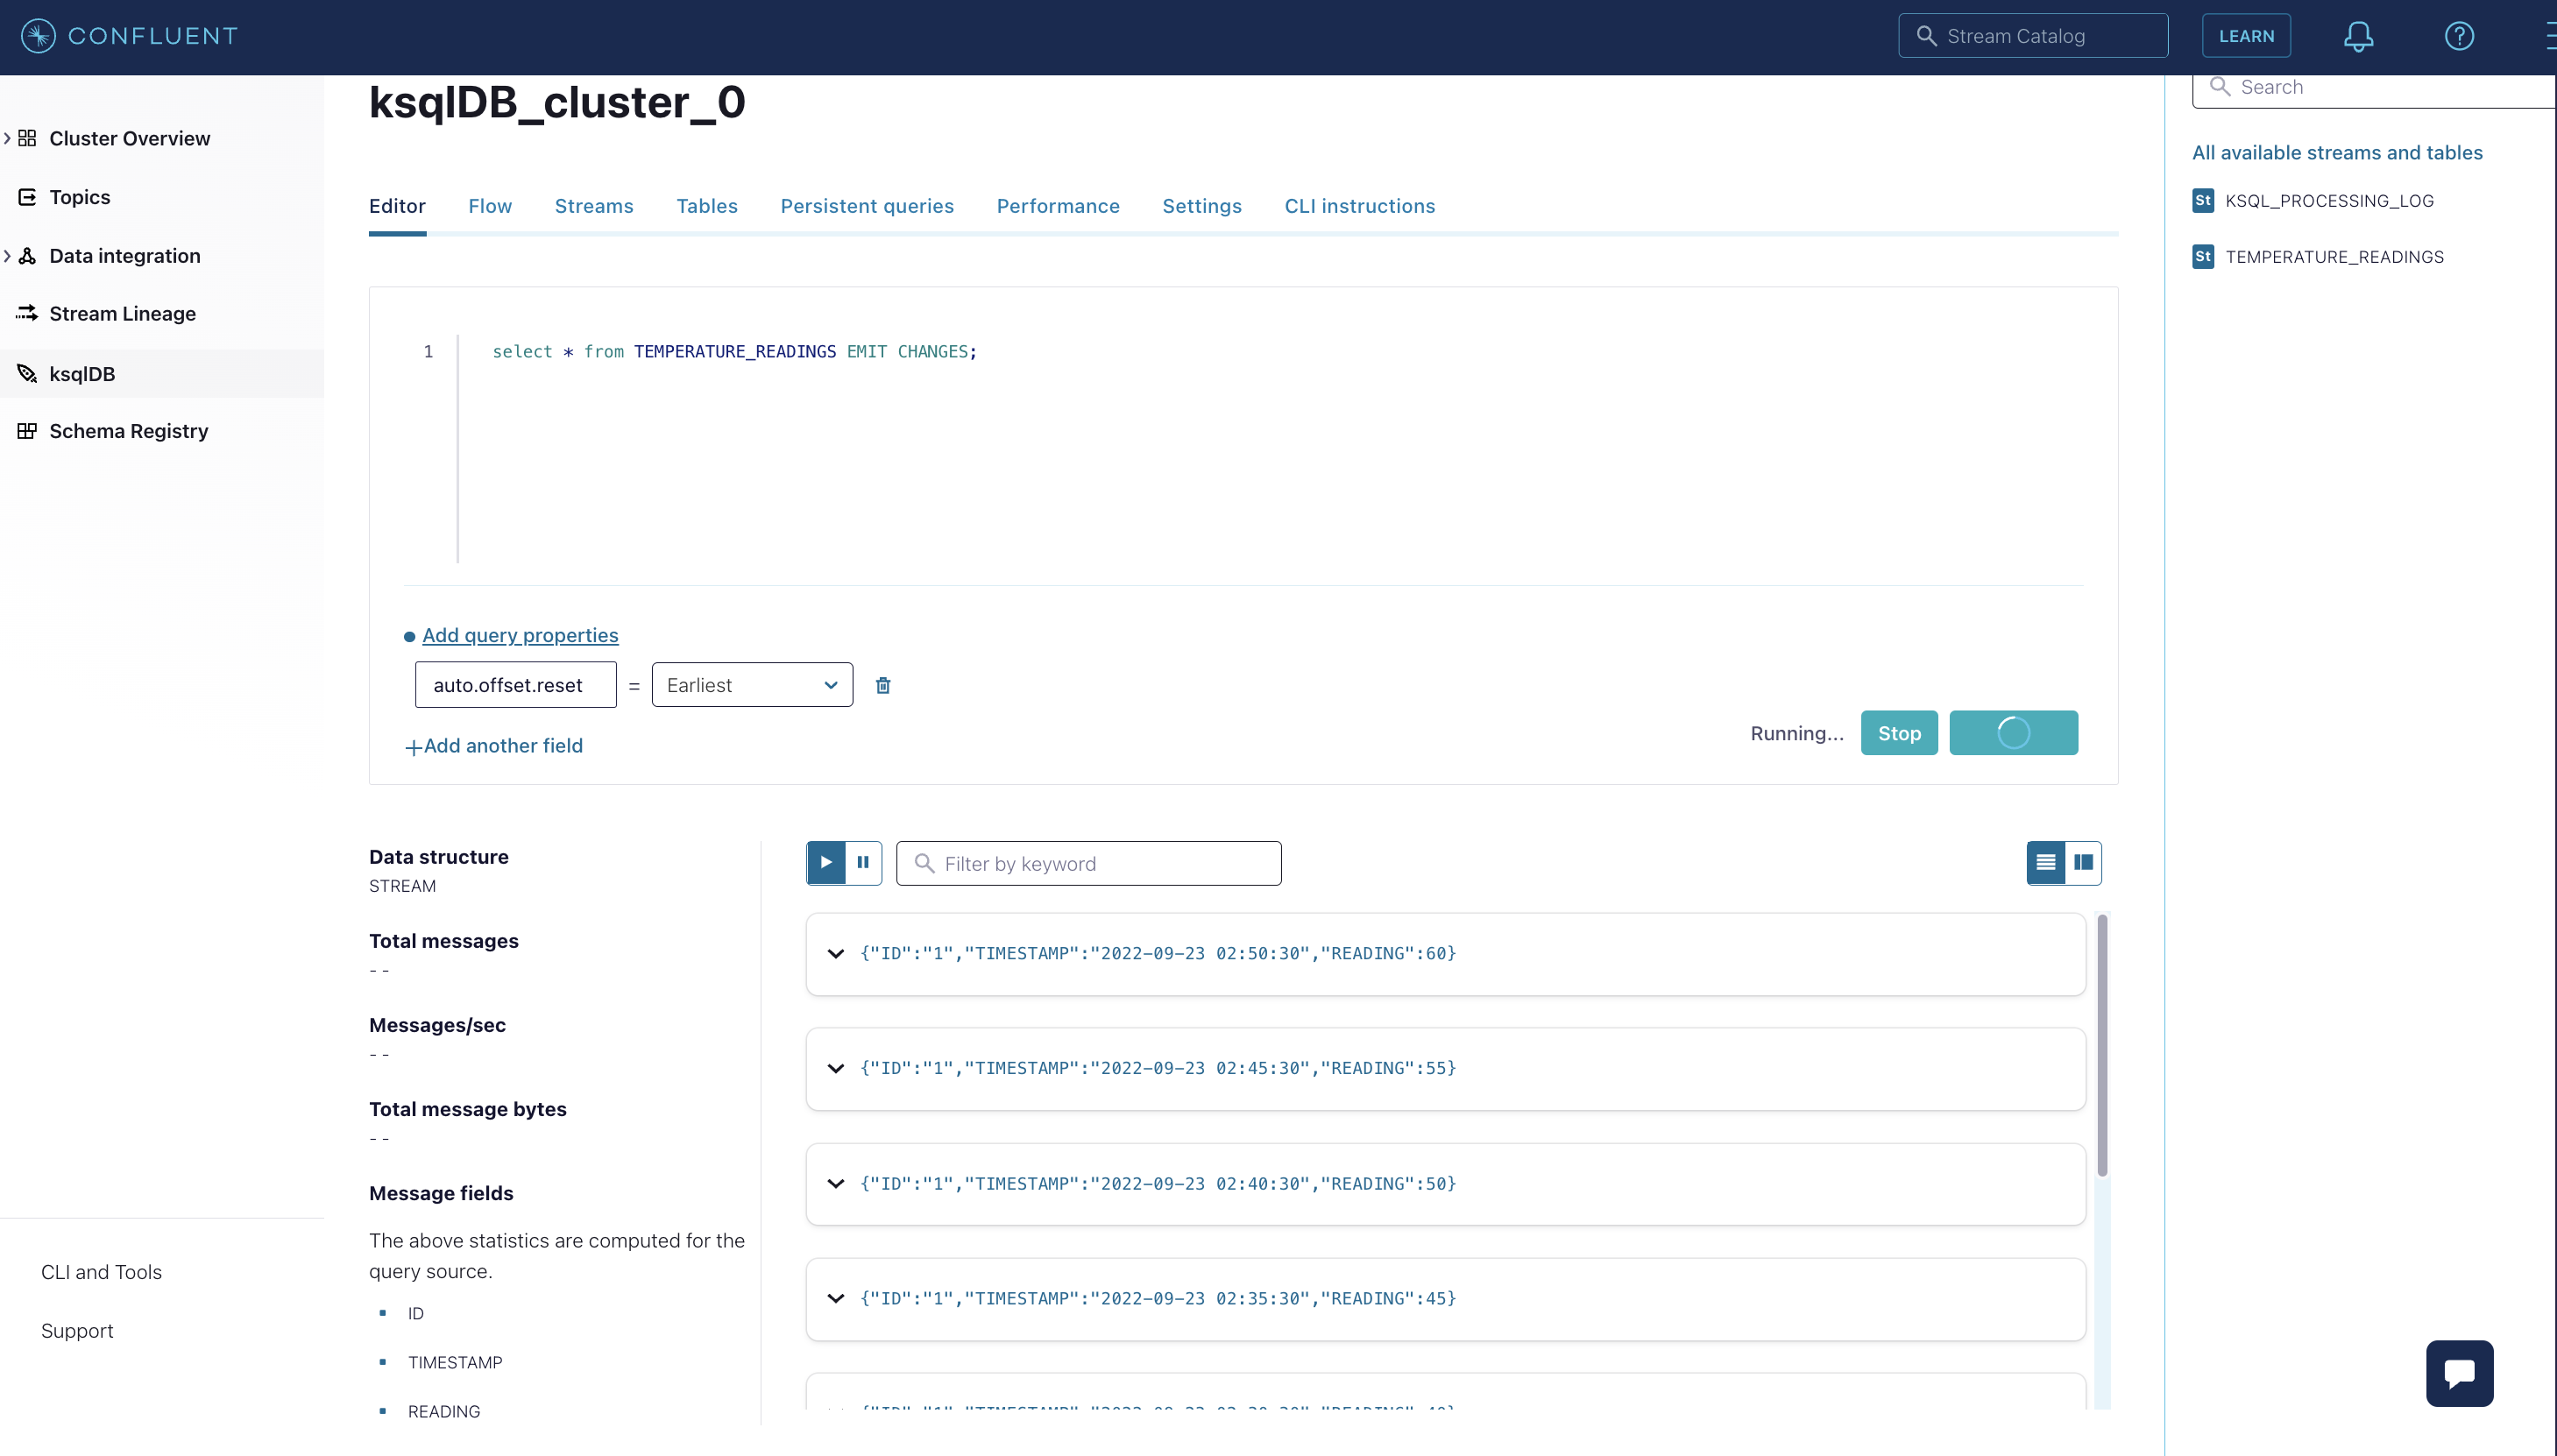 CONFLUENT
Stream Catalog
LEARN
Cluster Overview
Topics
Data integration
Stream Lineage
ksqlDB
Schema Registry
CLI and Tools
Support
ksqlDB_cluster_0
Editor Flow Streams Tables Persistent queries Performance Settings CLI instructions
1 select * from TEMPERATURE_READINGS EMIT CHANGES;
Add query properties
auto.offset.reset = Earliest
+Add another field
Running... Stop
Data structure
STREAM
Total messages
- -
Messages/sec
- -
Total message bytes
- -
Message fields
The above statistics are computed for the
query source.
ID
TIMESTAMP
READING
Filter by keyword
{"ID":"1","TIMESTAMP":"2022-09-23 02:50:30","READING":60}
{"ID":"1","TIMESTAMP":"2022-09-23 02:45:30","READING":55}
{"ID":"1","TIMESTAMP":"2022-09-23 02:40:30","READING":50}
{"ID":"1","TIMESTAMP":"2022-09-23 02:35:30","READING":45}
Search
All available streams and tables
St KSQL_PROCESSING_LOG
St TEMPERATURE_READINGS